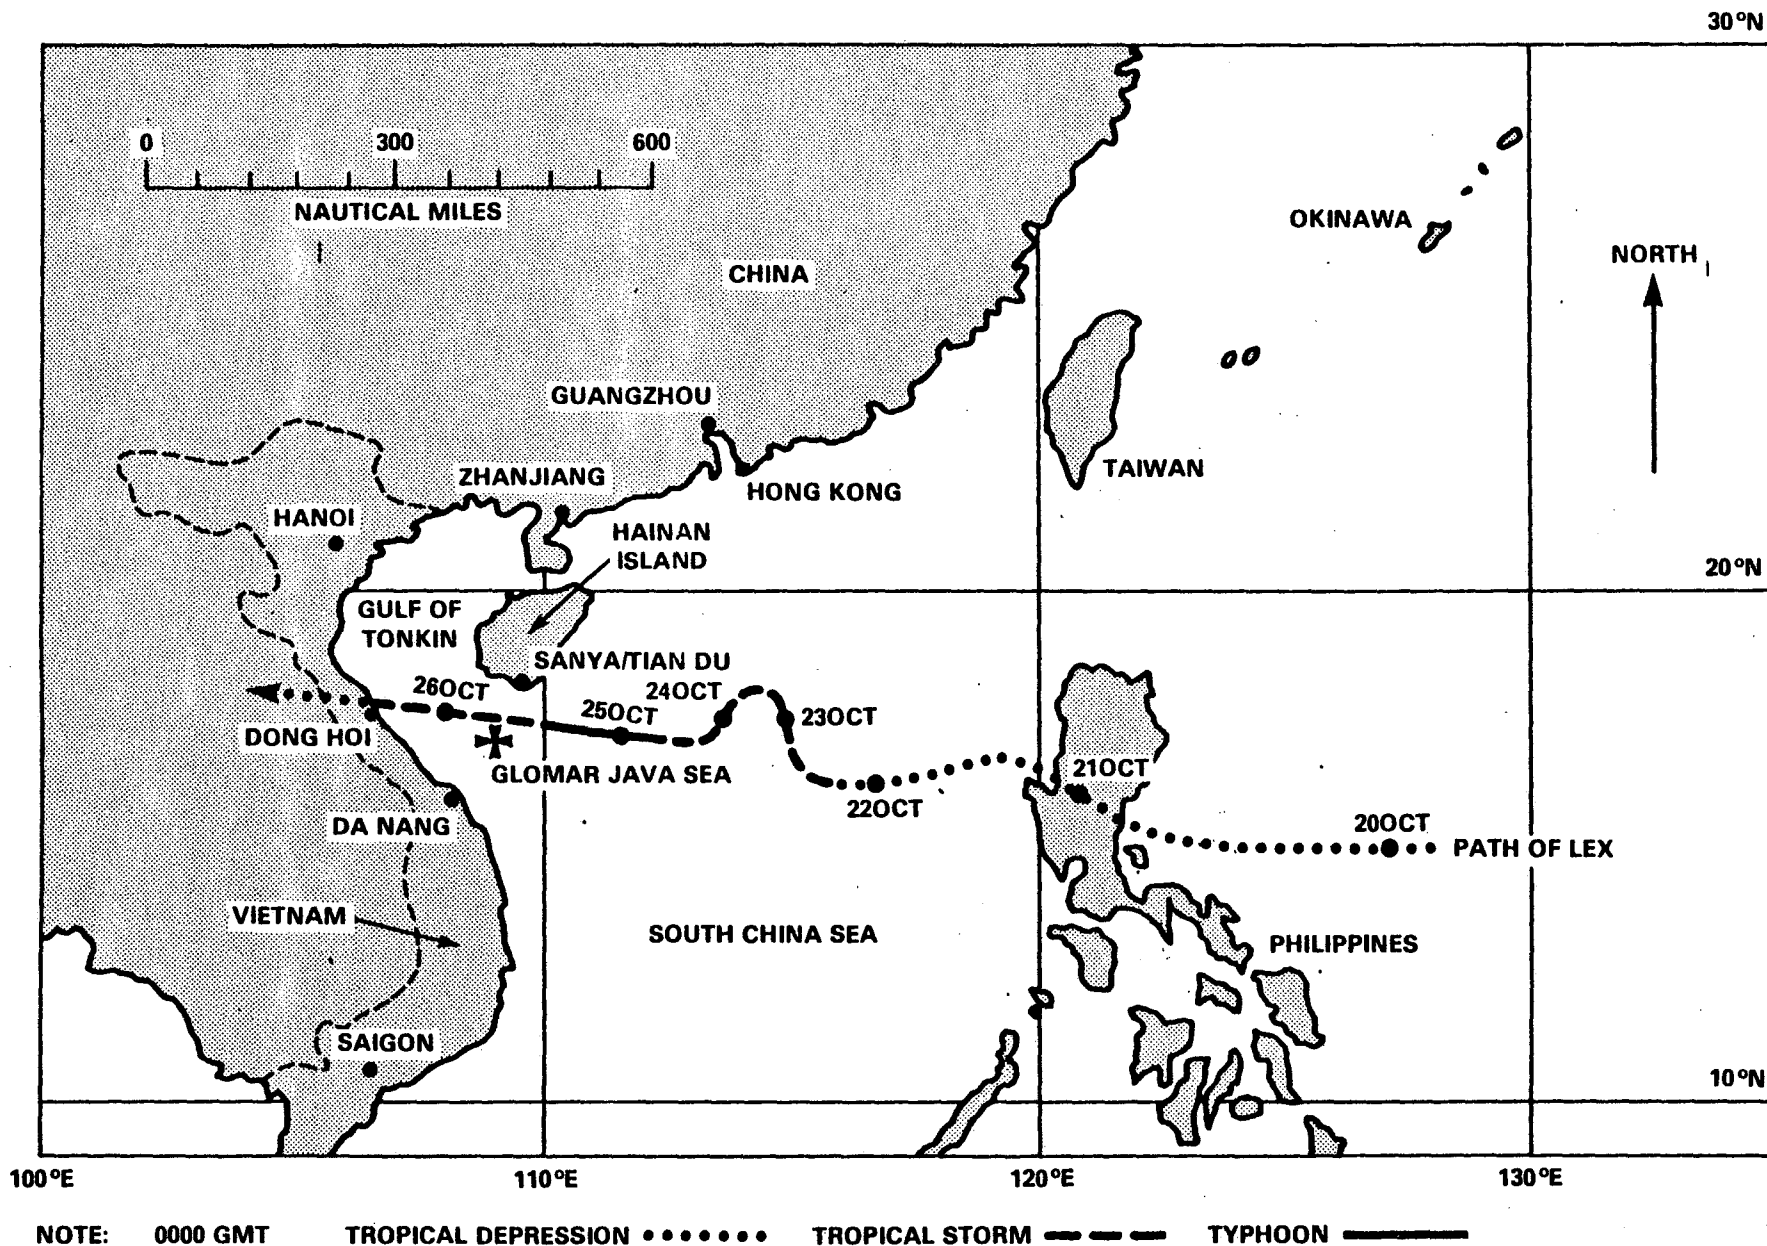 30°N
0 300 600
NAUTICAL MILES
OKINAWA
NORTH
CHINA
GUANGZHOU
TAIWAN
ZHANJIANG
HONG KONG
HANOI
HAINAN
ISLAND
20°N
GULF OF
TONKIN
SANYA/TIAN DU
26OCT
24OCT
25OCT
23OCT
DONG HOI
GLOMAR JAVA SEA
21OCT
22OCT
20OCT
DA NANG
PATH OF LEX
VIETNAM
SOUTH CHINA SEA
PHILIPPINES
SAIGON
10°N
100°E 110°E 120°E 130°E
NOTE: 0000 GMT TROPICAL DEPRESSION TROPICAL STORM TYPHOON